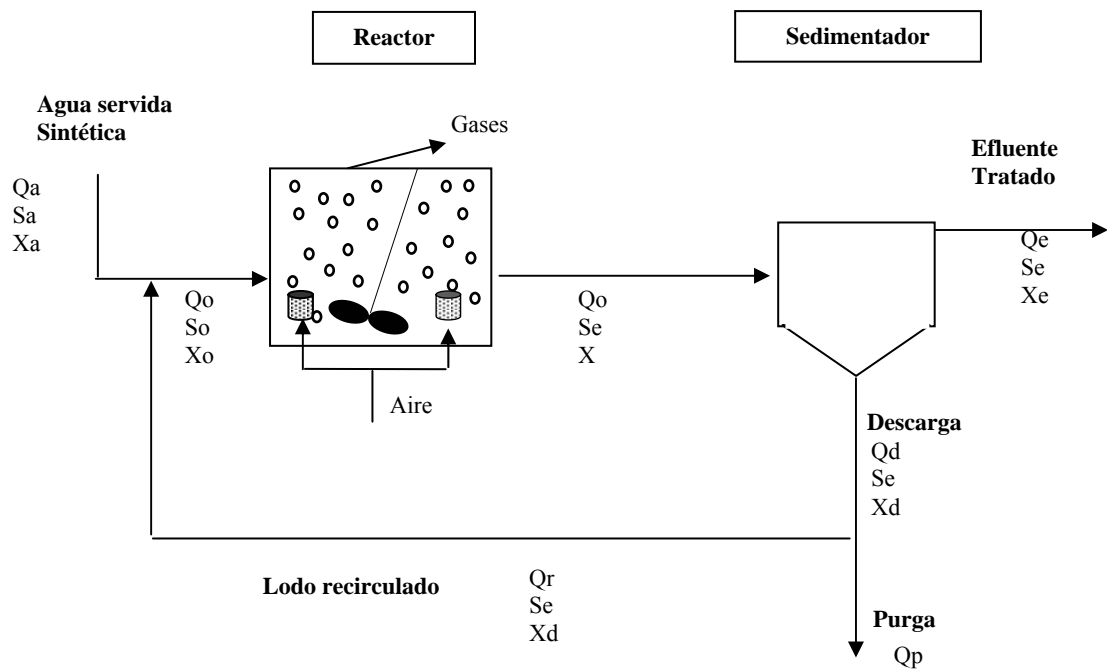 Reactor
Sedimentador
Agua servida
Sintética
Gases
Efluente
Tratado
Qa
Sa
Xa
Qe
Se
Xe
Qo
So
Xo
Qo
Se
X
Aire
Descarga
Qd
Se
Xd
Lodo recirculado
Qr
Se
Xd
Purga
Qp